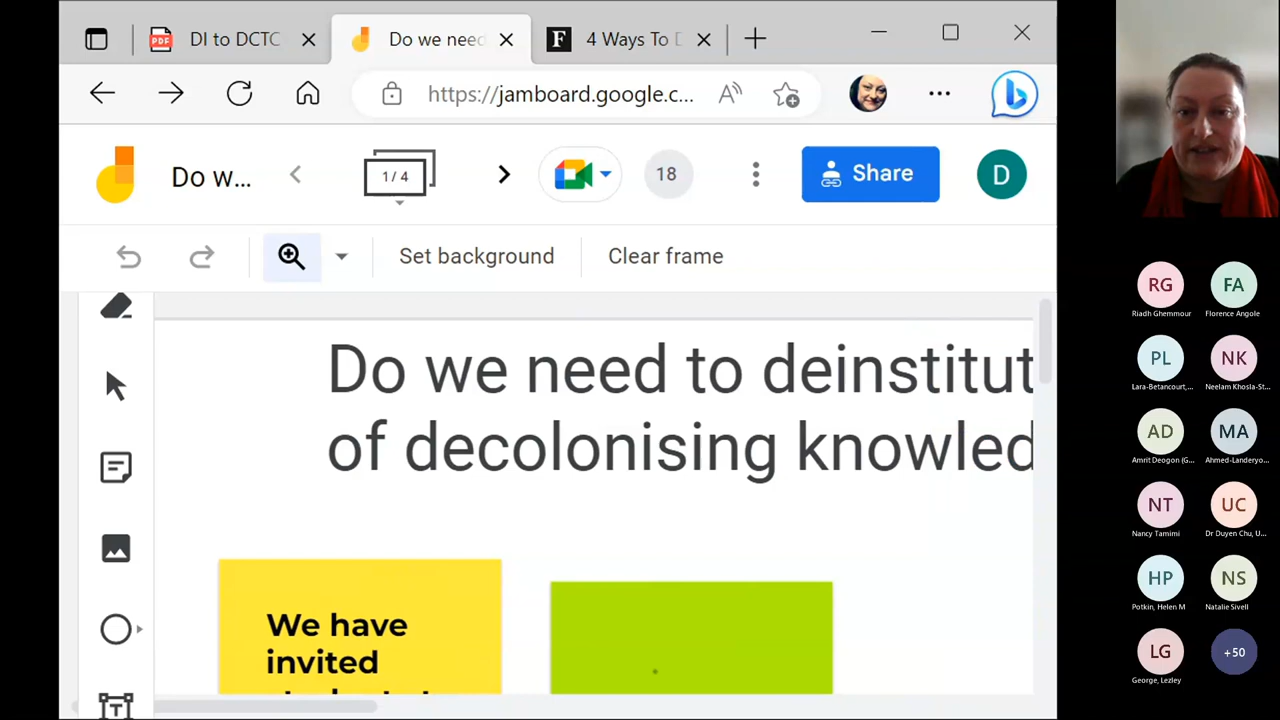 DI to DCTC
Do we need
F
4 Ways To D
https://jamboard.google.c...
Do w...
1 / 4
18
Share
D
Set background
Clear frame
Do we need to deinstitut
of decolonising knowled
We have
invited
RG
FA
Riadh Ghemmour
Florence Angole
PL
NK
Lara-Betancourt,...
Neelam Khosla-St...
AD
MA
Amrit Deogon (G...
Ahmed-Landeryo...
NT
UC
Nancy Tamimi
Dr Duyen Chu, U...
HP
NS
Potkin, Helen M
Natalie Sivell
LG
+50
George, Lezley